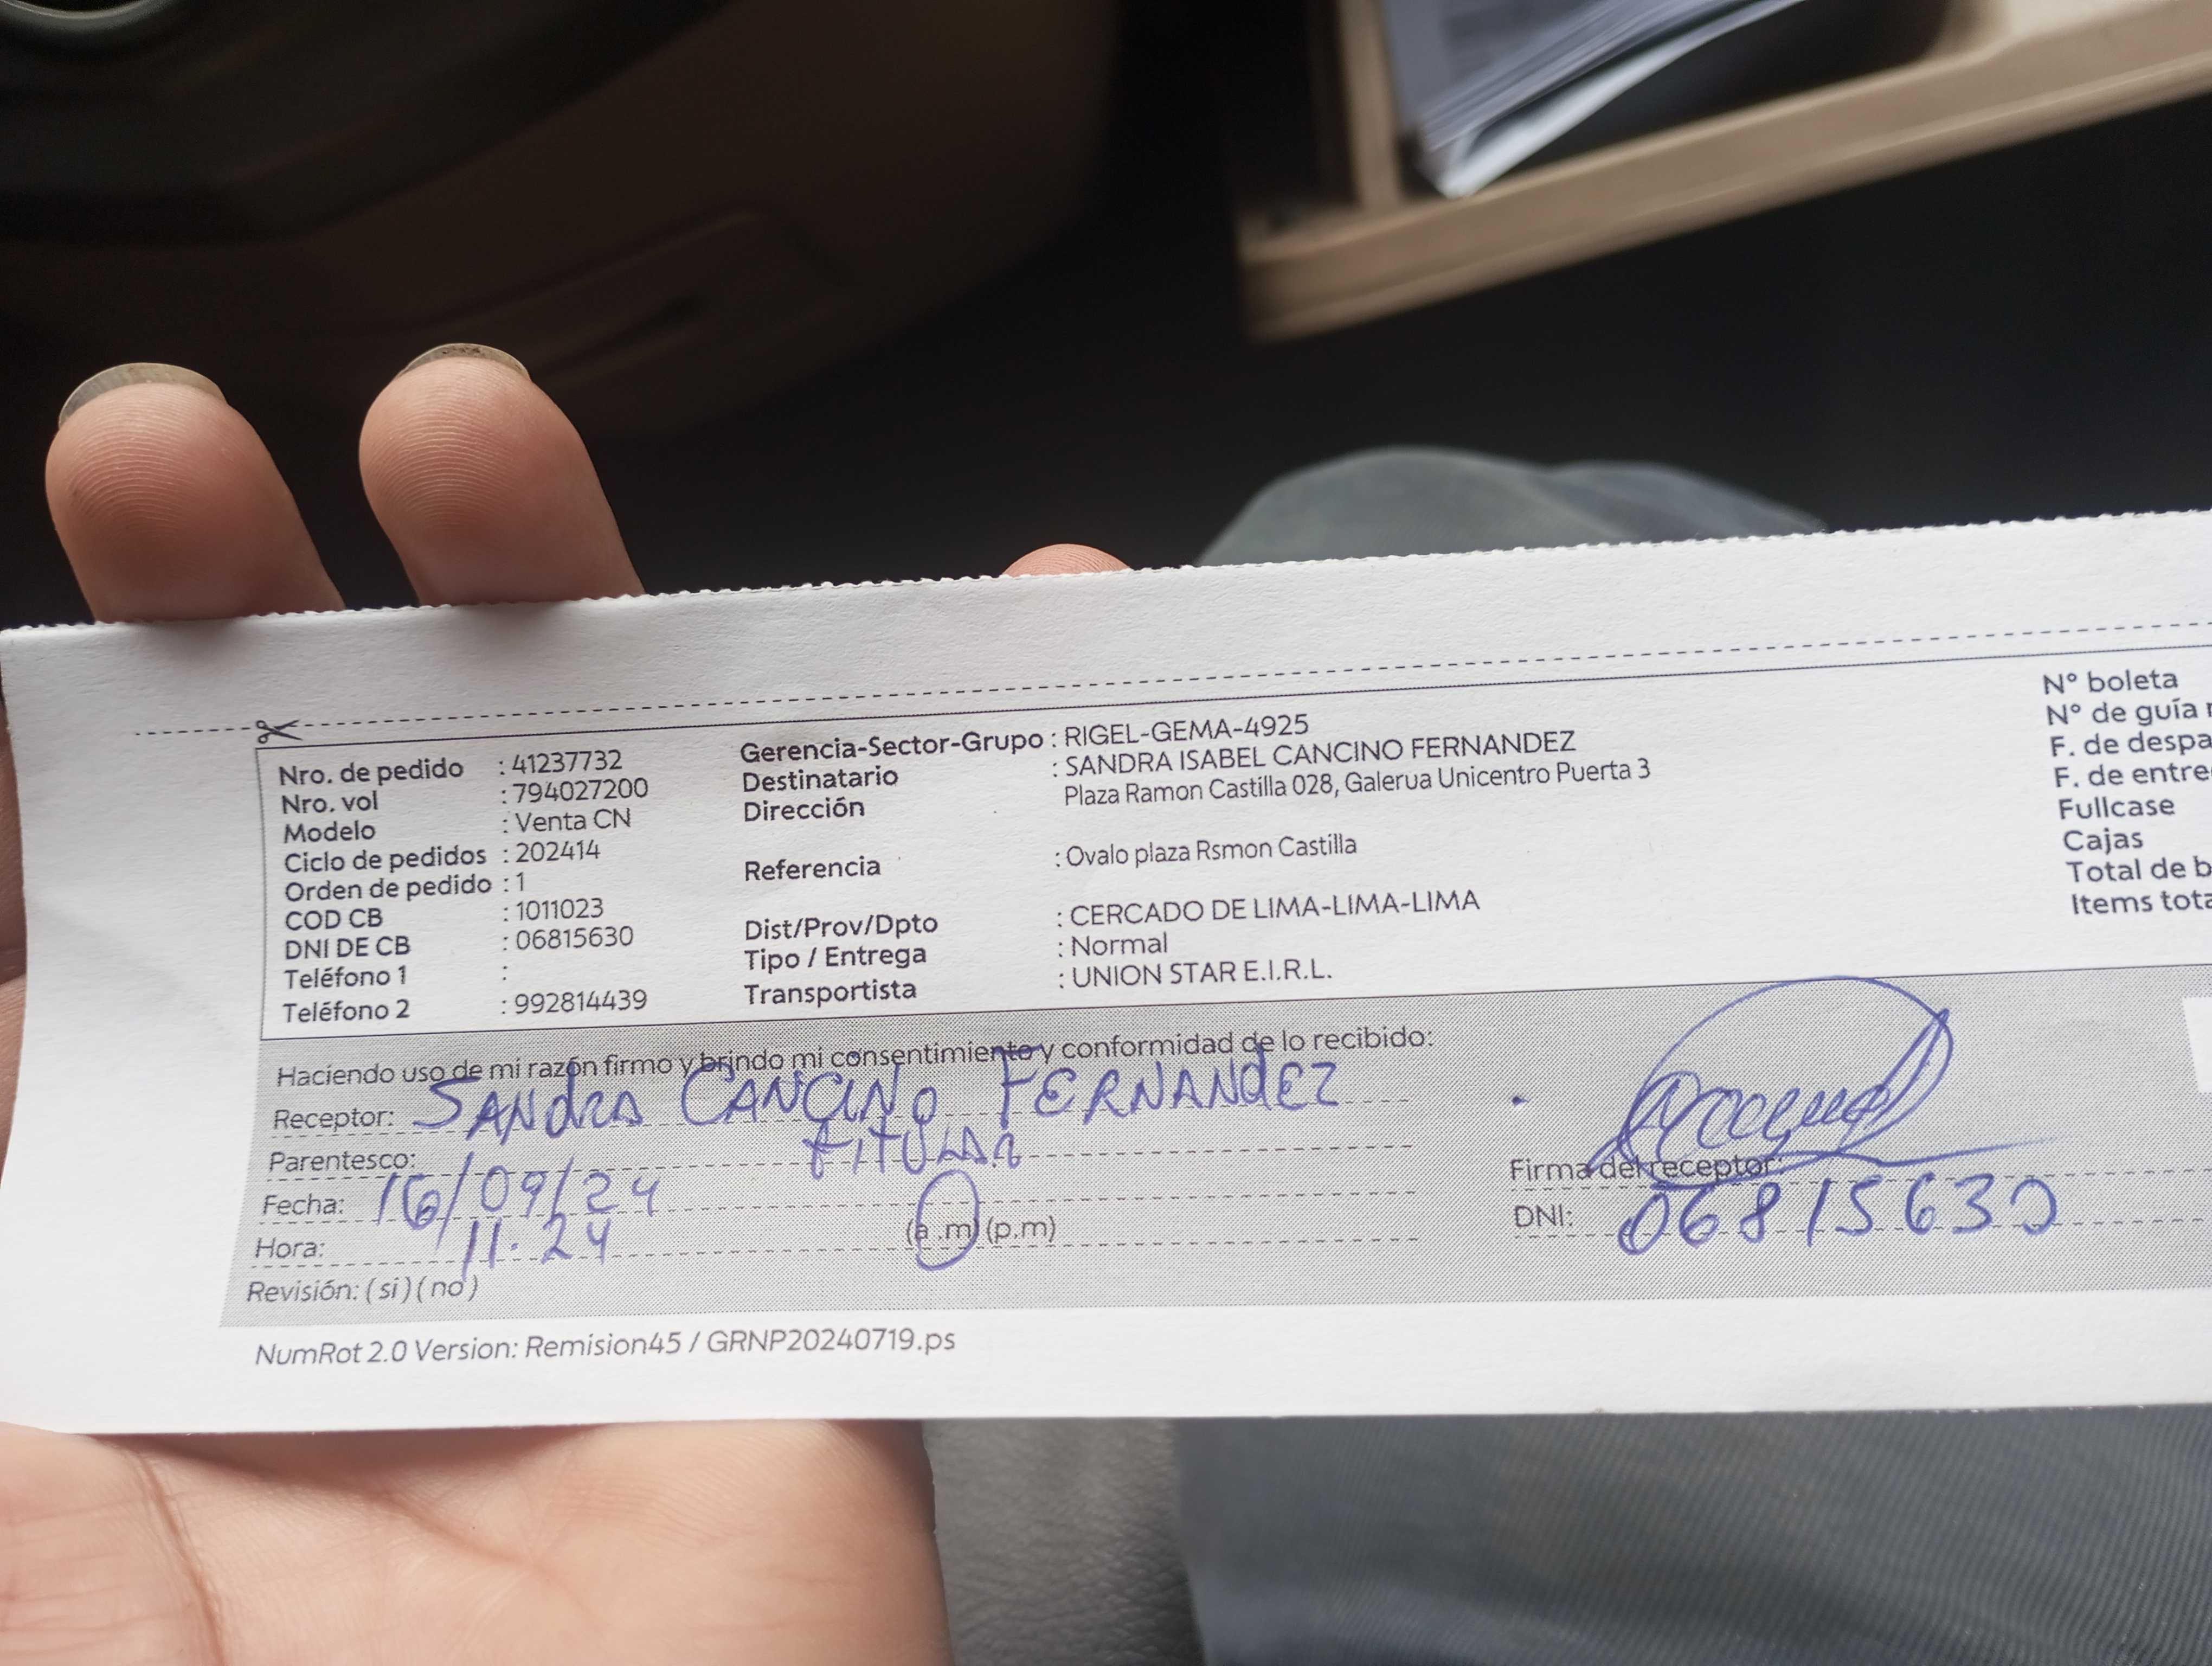 Nro. de pedido : 41237732
Nro. vol : 794027200
Modelo : Venta CN
Ciclo de pedidos : 202414
Orden de pedido : 1
COD CB : 1011023
DNI DE CB : 06815630
Teléfono 1 :
Teléfono 2 : 992814439
Gerencia-Sector-Grupo : RIGEL-GEMA-4925
Destinatario : SANDRA ISABEL CANCINO FERNANDEZ
Dirección Plaza Ramon Castilla 028, Galerua Unicentro Puerta 3
Referencia : Ovalo plaza Rsmon Castilla
Dist/Prov/Dpto : CERCADO DE LIMA-LIMA-LIMA
Tipo / Entrega : Normal
Transportista : UNION STAR E.I.R.L.
N° boleta
N° de guía
F. de despa
F. de entre
Fullcase
Cajas
Total de b
Items tota
Haciendo uso de mi razón firmo y brindo mi consentimiento y conformidad de lo recibido:
Receptor: SANdRA CANCINO FERNANdEZ
Parentesco: tITULAR
Fecha: 16/09/24
Hora: 11.24 (a .m) (p.m)
Revisión: ( si ) ( no )
Firma del receptor:
DNI: 06815630
NumRot 2.0 Version: Remision45 / GRNP20240719.ps